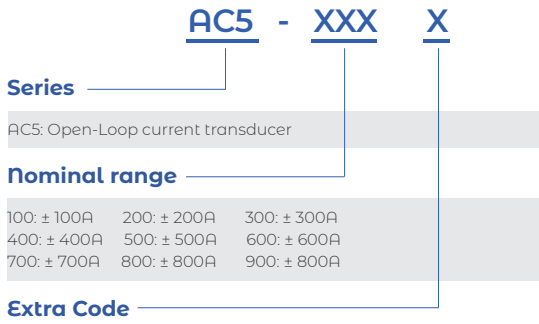 AC5 - XXX X
Series
AC5: Open-Loop current transducer
Nominal range
100: ± 100A 200: ± 200A 300: ± 300A
400: ± 400A 500: ± 500A 600: ± 600A
700: ± 700A 800: ± 800A 900: ± 800A
Extra Code